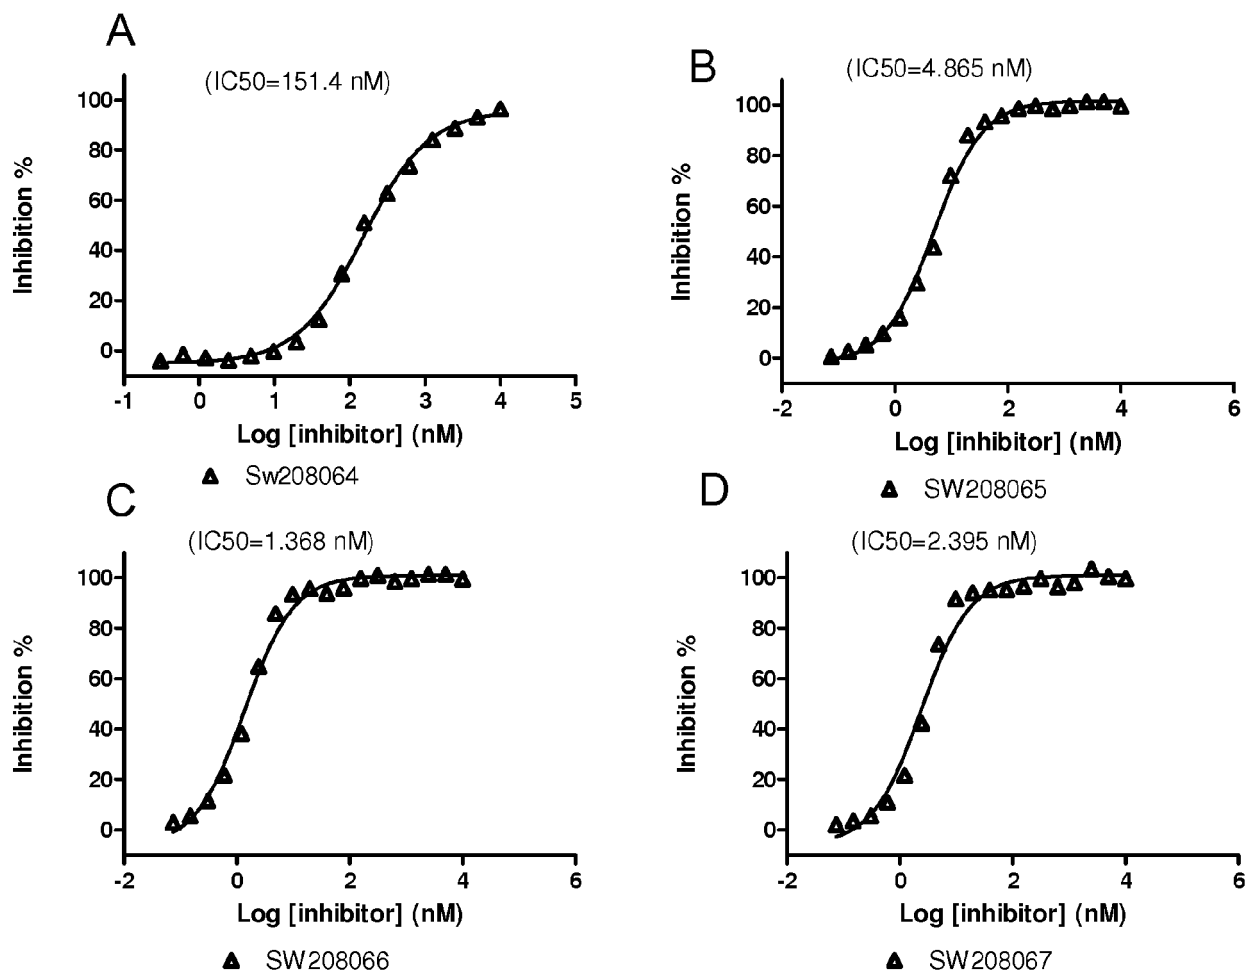 A
(IC50=151.4 nM)
Inhibition %
100
80
60
40
20
0
-1 0 1 2 3 4 5
Log [inhibitor] (nM)
Sw208064
B
(IC50=4.865 nM)
Inhibition %
100
80
60
40
20
0
-2 0 2 4 6
Log [inhibitor] (nM)
SW208065
C
(IC50=1.368 nM)
Inhibition %
100
80
60
40
20
0
-2 0 2 4 6
Log [inhibitor] (nM)
SW208066
D
(IC50=2.395 nM)
Inhibition %
100
80
60
40
20
0
-2 0 2 4 6
Log [inhibitor] (nM)
SW208067